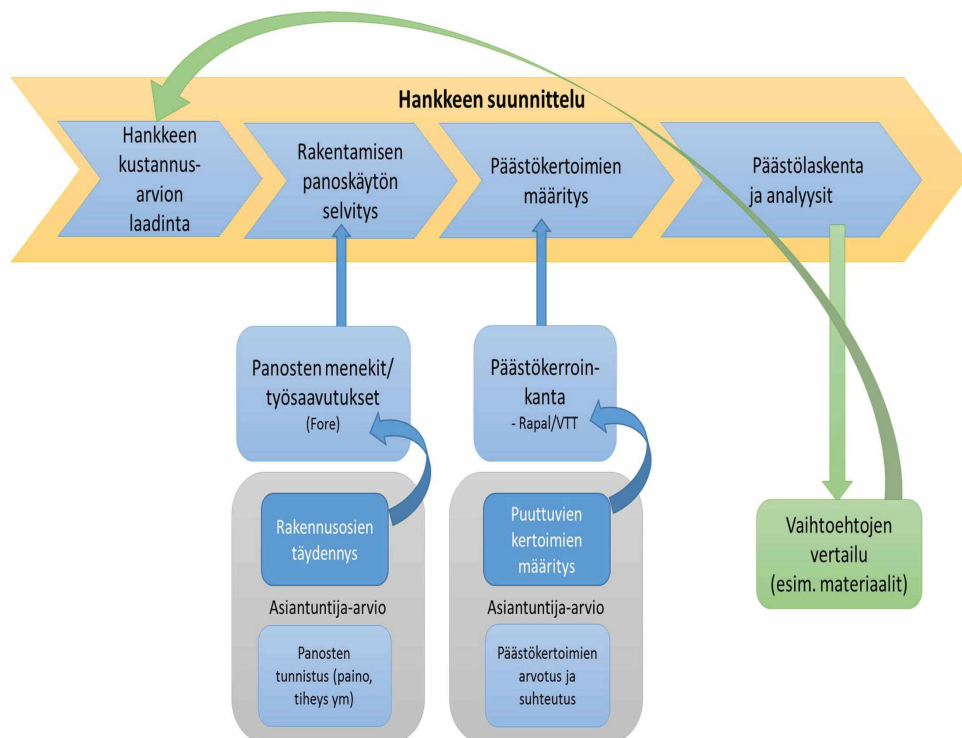 Hankkeen suunnittelu
Hankkeen
kustannus-
arvion
laadinta
Rakentamisen
panoskäytön
selvitys
Päästökertoimien
määritys
Päästölaskenta
ja analyysit
Panosten menekit/
työsaavutukset
(Fore)
Päästökerroin-
kanta
- Rapal/VTT
Rakennusosien
täydennys
Asiantuntija-arvio
Panosten
tunnistus (paino,
tiheys ym)
Puuttuvien
kertoimien
määritys
Asiantuntija-arvio
Päästökertoimien
arvotus ja
suhteutus
Vaihtoehtojen
vertailu
(esim. materiaalit)